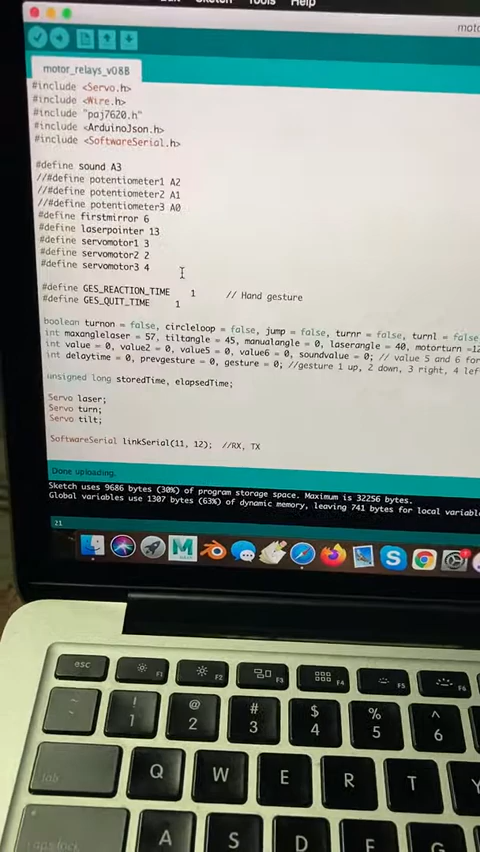 Sketch Tools Help
moto
motor_relays_v08B
#include <Servo.h>
#include <Wire.h>
#include "paj7620.h"
#include <ArduinoJson.h>
#include <SoftwareSerial.h>
#define sound A3
//#define potentiometer1 A2
//#define potentiometer2 A1
//#define potentiometer3 A0
#define firstmirror 6
#define laserpointer 13
#define servomotor1 3
#define servomotor2 2
#define servomotor3 4
#define GES_REACTION_TIME 1 // Hand gesture
#define GES_QUIT_TIME 1
boolean turnon = false, circleloop = false, jump = false, turnr = false, turnl = false
int maxanglelaser = 57, tiltangle = 45, manualangle = 0, laserangle = 40, motorturn =12
int value = 0, value2 = 0, value5 = 0, value6 = 0, soundvalue = 0; // value 5 and 6 for
int delaytime = 0, prevgesture = 0, gesture = 0; //gesture 1 up, 2 down, 3 right, 4 lef
unsigned long storedTime, elapsedTime;
Servo laser;
Servo turn;
Servo tilt;
SoftwareSerial linkSerial(11, 12); //RX, TX
Done uploading.
Sketch uses 9686 bytes (30%) of program storage space. Maximum is 32256 bytes.
Global variables use 1307 bytes (63%) of dynamic memory, leaving 741 bytes for local variabl
21
esc F1 F2 F3 F4 F5 F6
~ ! @ # $ % ^
1 2 3 4 5 6
tab Q W E R T Y
caps lock A S D F G